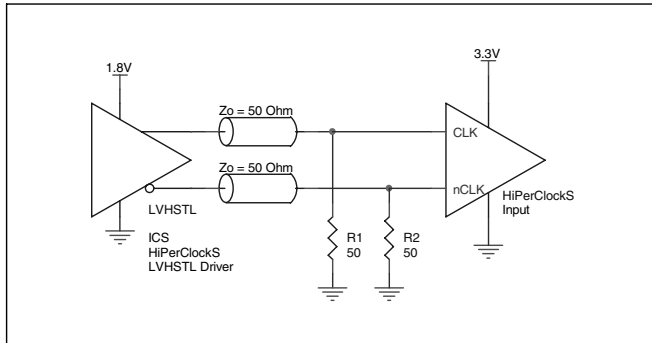 1.8V
3.3V
Zo = 50 Ohm
CLK
Zo = 50 Ohm
nCLK
HiPerClockS
Input
LVHSTL
ICS
HiPerClockS
LVHSTL Driver
R1
50
R2
50